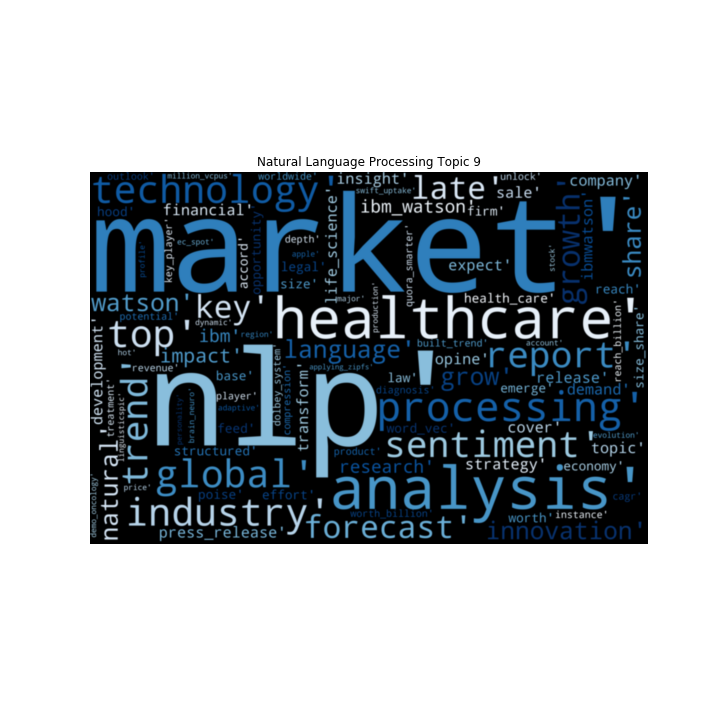 Natural Language Processing Topic 9
outlook' million_vcpus' worldwide' insight' late' unlock' company'
technology' swift_uptake' sale'
hood' financial' ibm_watson' firm'
market' growth' ibmwatson' share'
key_player' ec_spot' accord' opportunity' depth' life_science' quora_smarter' stock'
profile' apple' legal' expect'
size' reach'
watson' key' major' production' health_care'
potential' top' dynamic' healthcare' reach_billion' size_share'
ibm' region' language' built_trend' account'
hot' impact' opine' report'
revenue' base' applying_zipfs' law' grow' release'
development' treatment' linguisticspic' trend' nlp' dolbey_system' compression' transform' diagnosis' emerge' demand'
personality' brain_neuro' adaptive' player' processing'
feed' word_vec' cover' evolution'
structured' product' sentiment' topic'
natural' global' research' strategy' economy'
price' poise' effort' analysis' cagr'
demo_oncology' industry' worth_billion' worth' instance'
press_release' forecast' innovation'